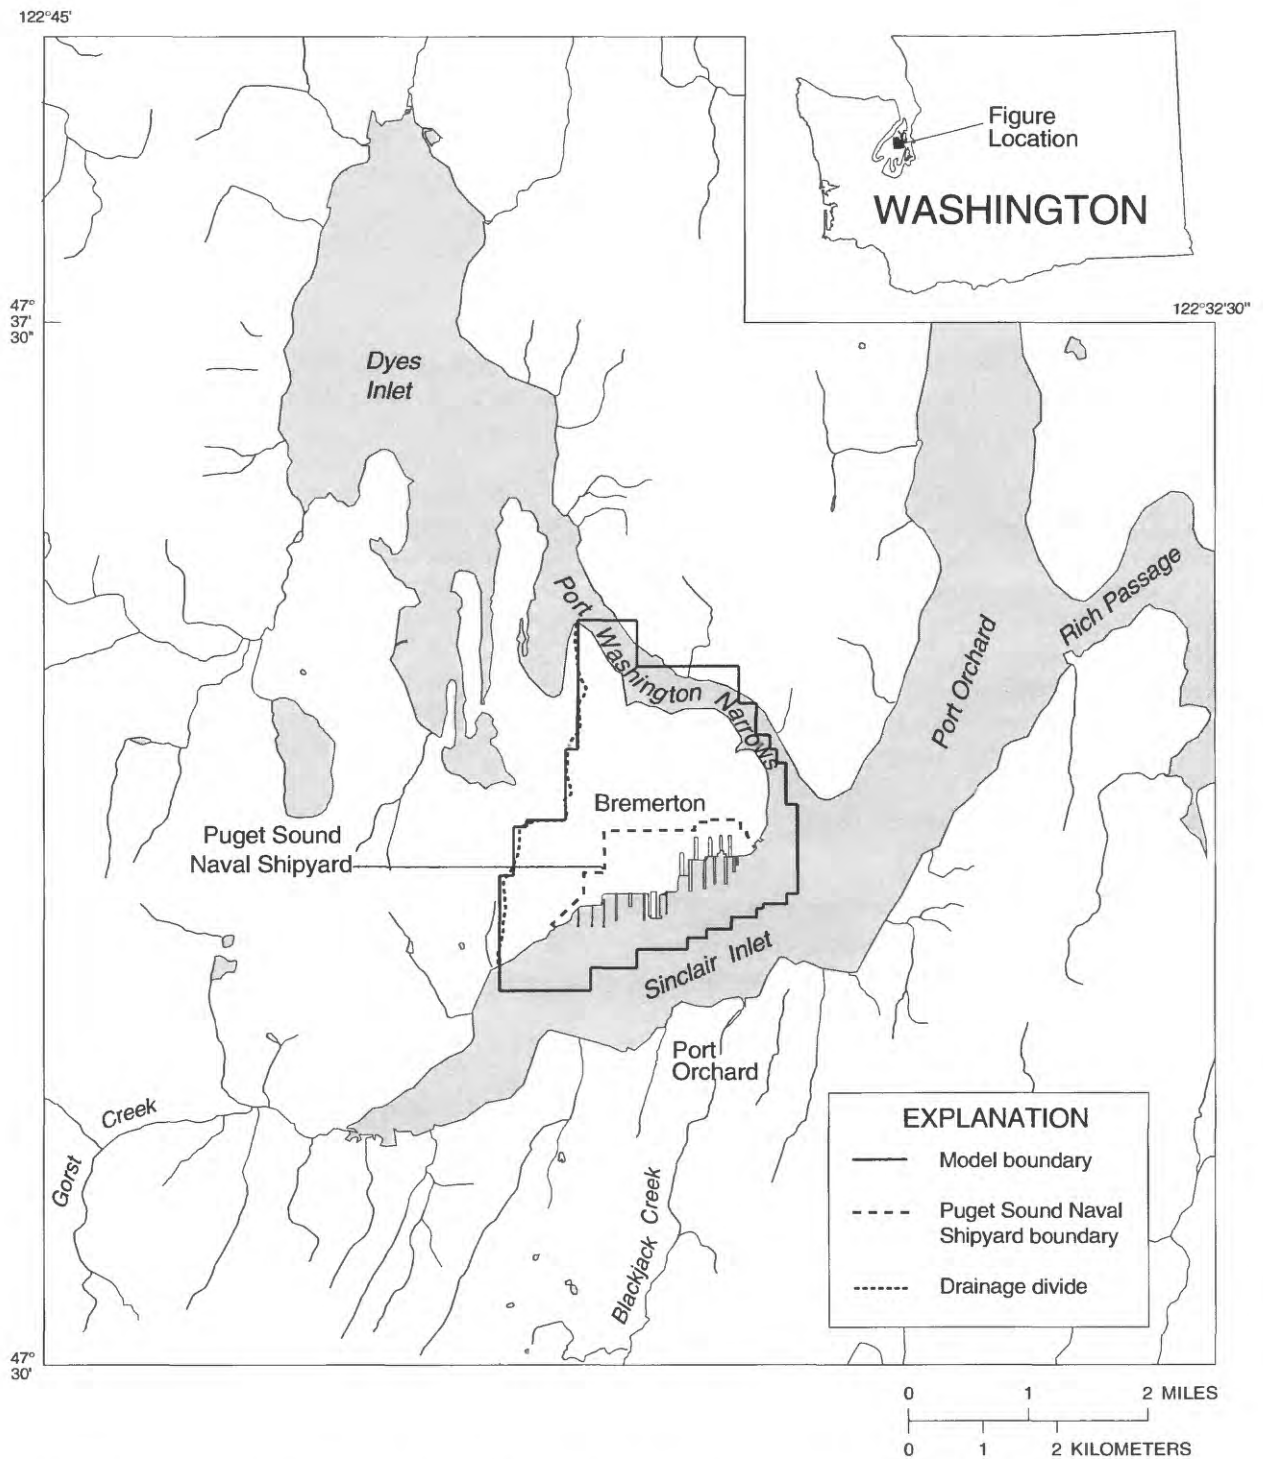 122°45'
Figure
Location
WASHINGTON
47°
37'
30"
122°32'30"
Dyes
Inlet
Port Washington Narrows
Rich Passage
Port Orchard
Bremerton
Puget Sound
Naval Shipyard
Sinclair Inlet
Port
Orchard
Gorst Creek
Blackjack Creek
EXPLANATION
Model boundary
Puget Sound Naval
Shipyard boundary
Drainage divide
47°
30'
0 1 2 MILES
0 1 2 KILOMETERS